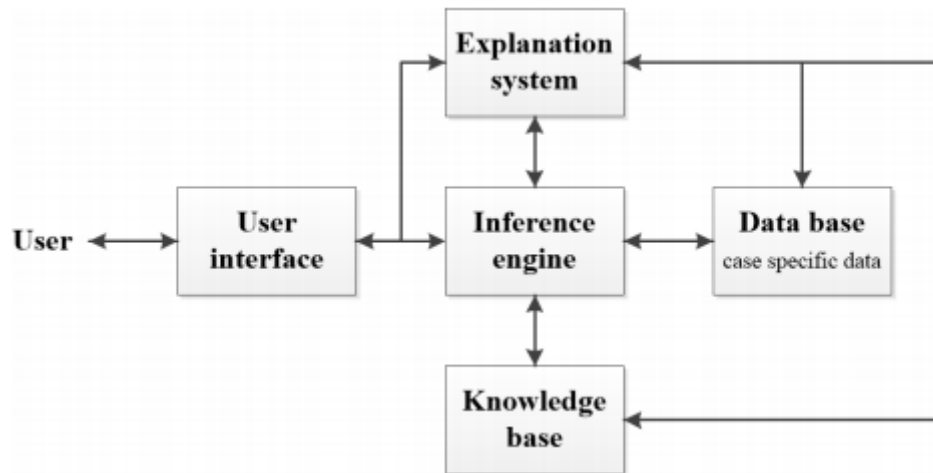 Explanation
system
User
User
interface
Inference
engine
Data base
case specific data
Knowledge
base